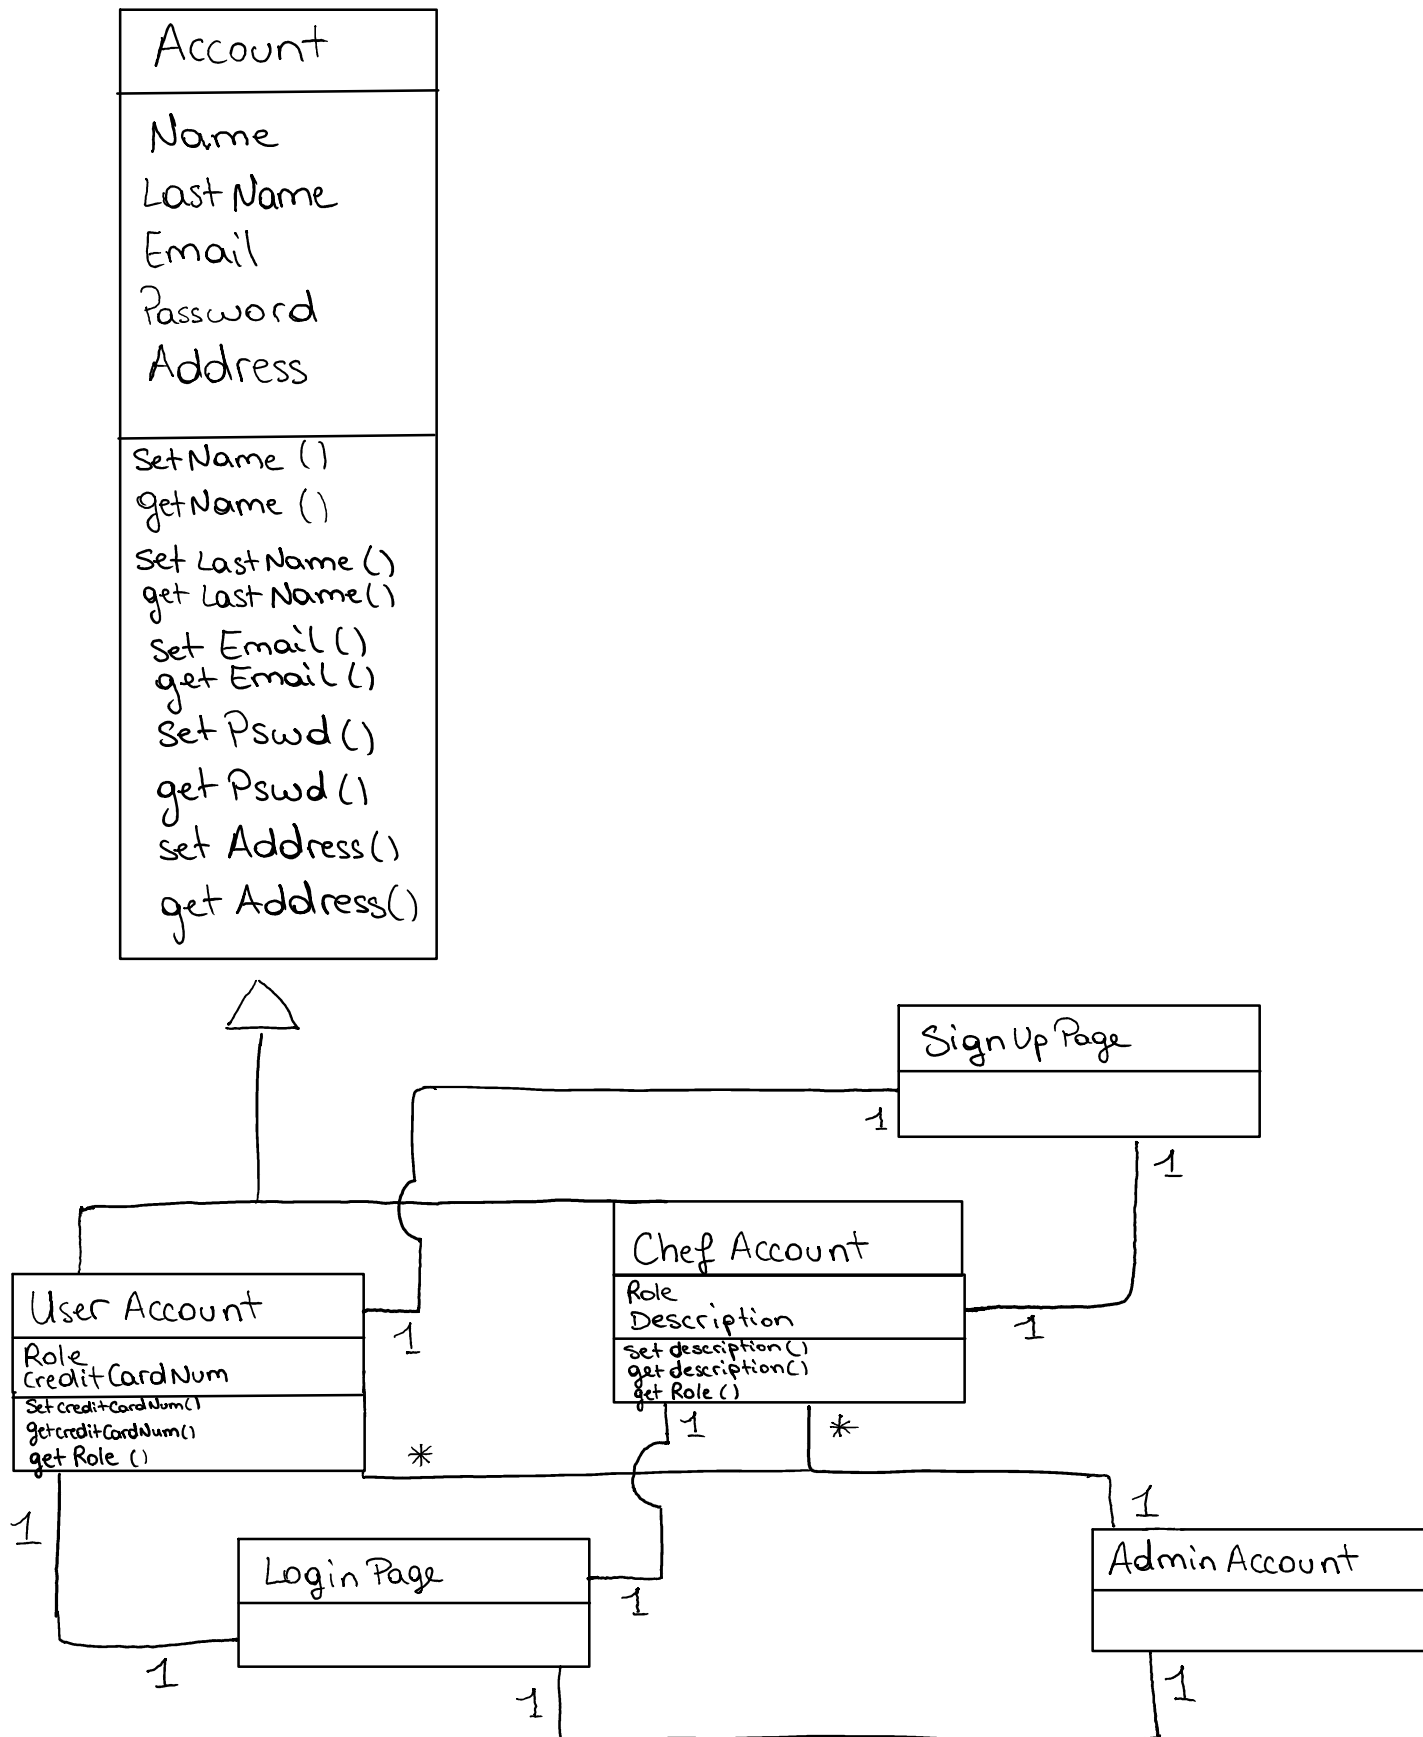 Account
Name
Last Name
Email
Password
Address
setName ()
getName ()
set LastName ()
get LastName()
set Email ()
get Email ()
set Pswd ()
get Pswd ()
set Address()
get Address()
Sign Up Page
1
1
Chef Account
Role
Description
set description()
get description()
get Role ()
1
User Account
Role
CreditCardNum
Set creditCardNum()
getcreditCardNum()
get Role ()
1
1
*
*
1
1
Login Page
1
1
1
Admin Account
1